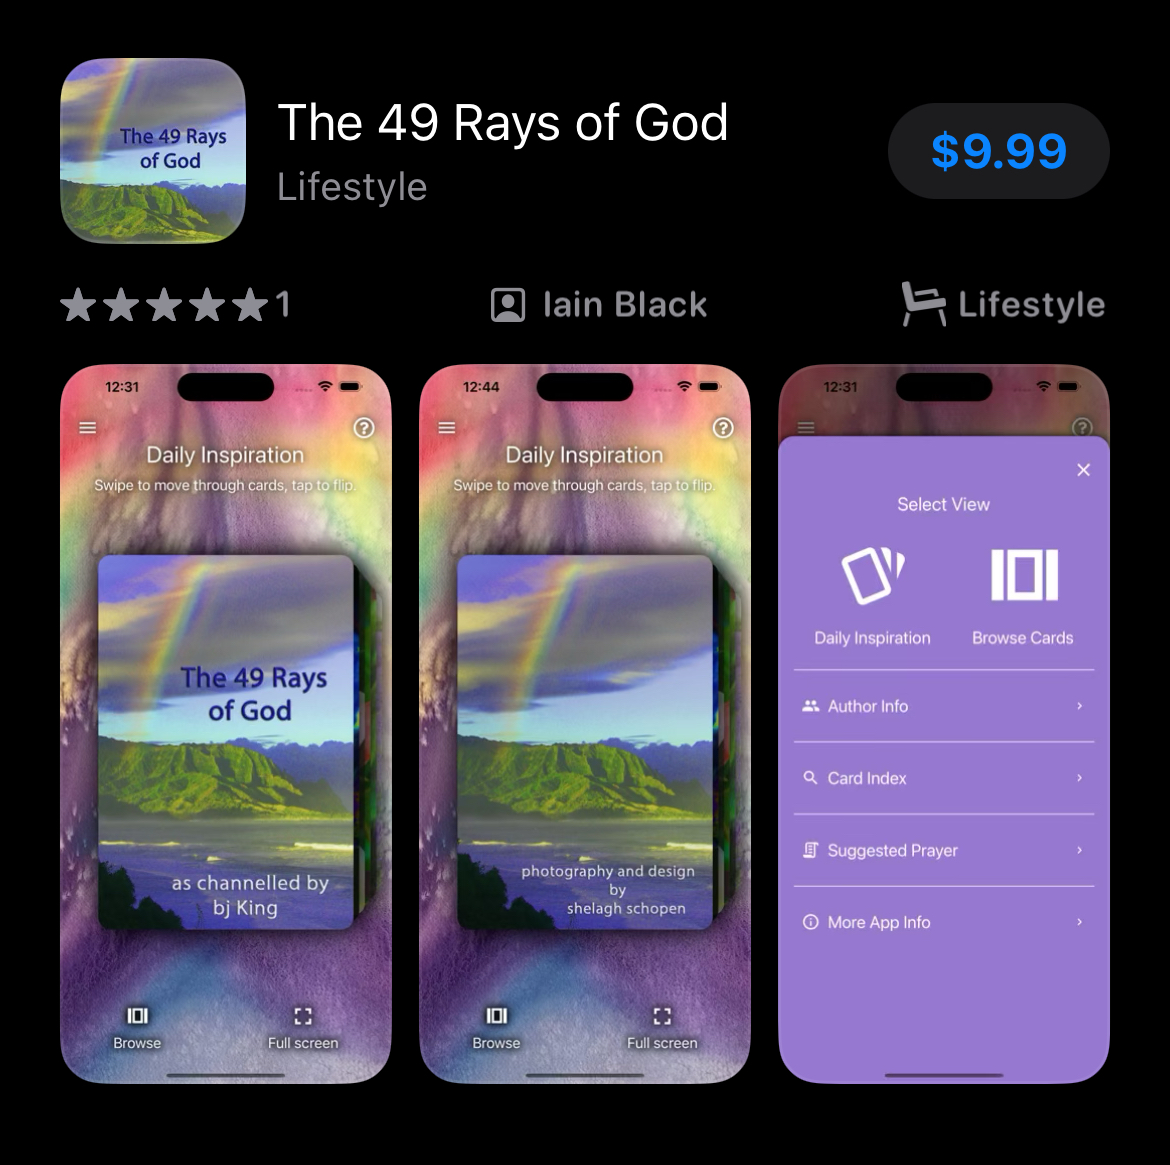 The 49 Rays
of God
The 49 Rays of God
Lifestyle
$9.99
1
Iain Black
Lifestyle
12:31
Daily Inspiration
Swipe to move through cards, tap to flip.
The 49 Rays
of God
as channelled by
bj King
Browse
Full screen
12:44
Daily Inspiration
Swipe to move through cards, tap to flip.
photography and design
by
shelagh schopen
Browse
Full screen
12:31
Select View
Daily Inspiration
Browse Cards
Author Info
Card Index
Suggested Prayer
More App Info